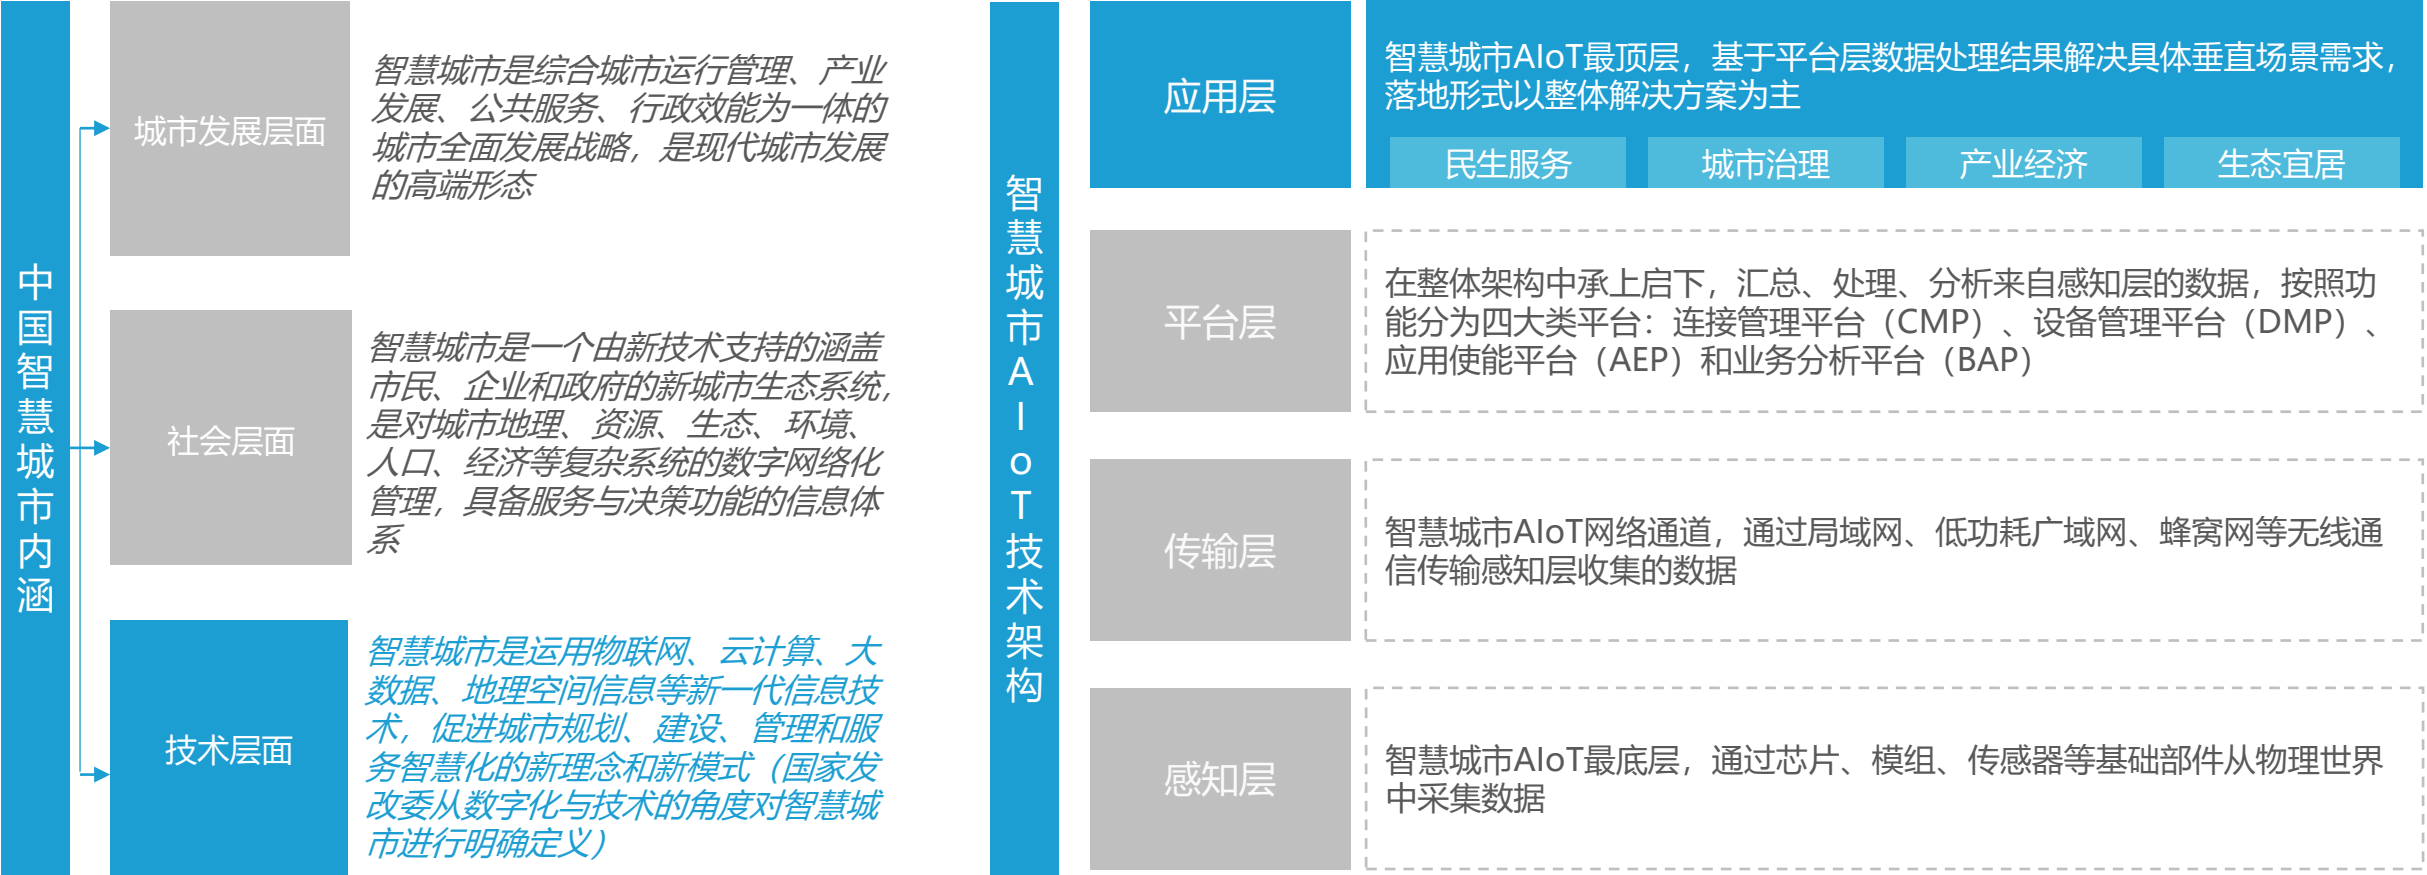 中国智慧城市内涵
城市发展层面
智慧城市是综合城市运行管理、产业
发展、公共服务、行政效能为一体的
城市全面发展战略，是现代城市发展
的高端形态
社会层面
智慧城市是一个由新技术支持的涵盖
市民、企业和政府的新城市生态系统，
是对城市地理、资源、生态、环境、
人口、经济等复杂系统的数字网络化
管理，具备服务与决策功能的信息体
系
技术层面
智慧城市是运用物联网、云计算、大
数据、地理空间信息等新一代信息技
术，促进城市规划、建设、管理和服
务智慧化的新理念和新模式（国家发
改委从数字化与技术的角度对智慧城
市进行明确定义）
智慧城市AIoT技术架构
应用层
智慧城市AIoT最顶层，基于平台层数据处理结果解决具体垂直场景需求，
落地形式以整体解决方案为主
民生服务
城市治理
产业经济
生态宜居
平台层
在整体架构中承上启下，汇总、处理、分析来自感知层的数据，按照功
能分为四大类平台：连接管理平台（CMP）、设备管理平台（DMP）、
应用使能平台（AEP）和业务分析平台（BAP）
传输层
智慧城市AIoT网络通道，通过局域网、低功耗广域网、蜂窝网等无线通
信传输感知层收集的数据
感知层
智慧城市AIoT最底层，通过芯片、模组、传感器等基础部件从物理世界
中采集数据